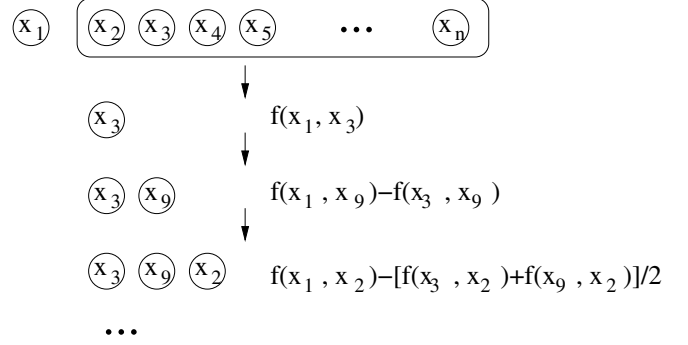 x₁ x₂ x₃ x₄ x₅ ... xₙ
x₃ f(x₁, x₃)
x₃ x₉ f(x₁ , x₉)−f(x₃ , x₉ )
x₃ x₉ x₂ f(x₁ , x₂)−[f(x₃ , x₂)+f(x₉ , x₂)]/2
...